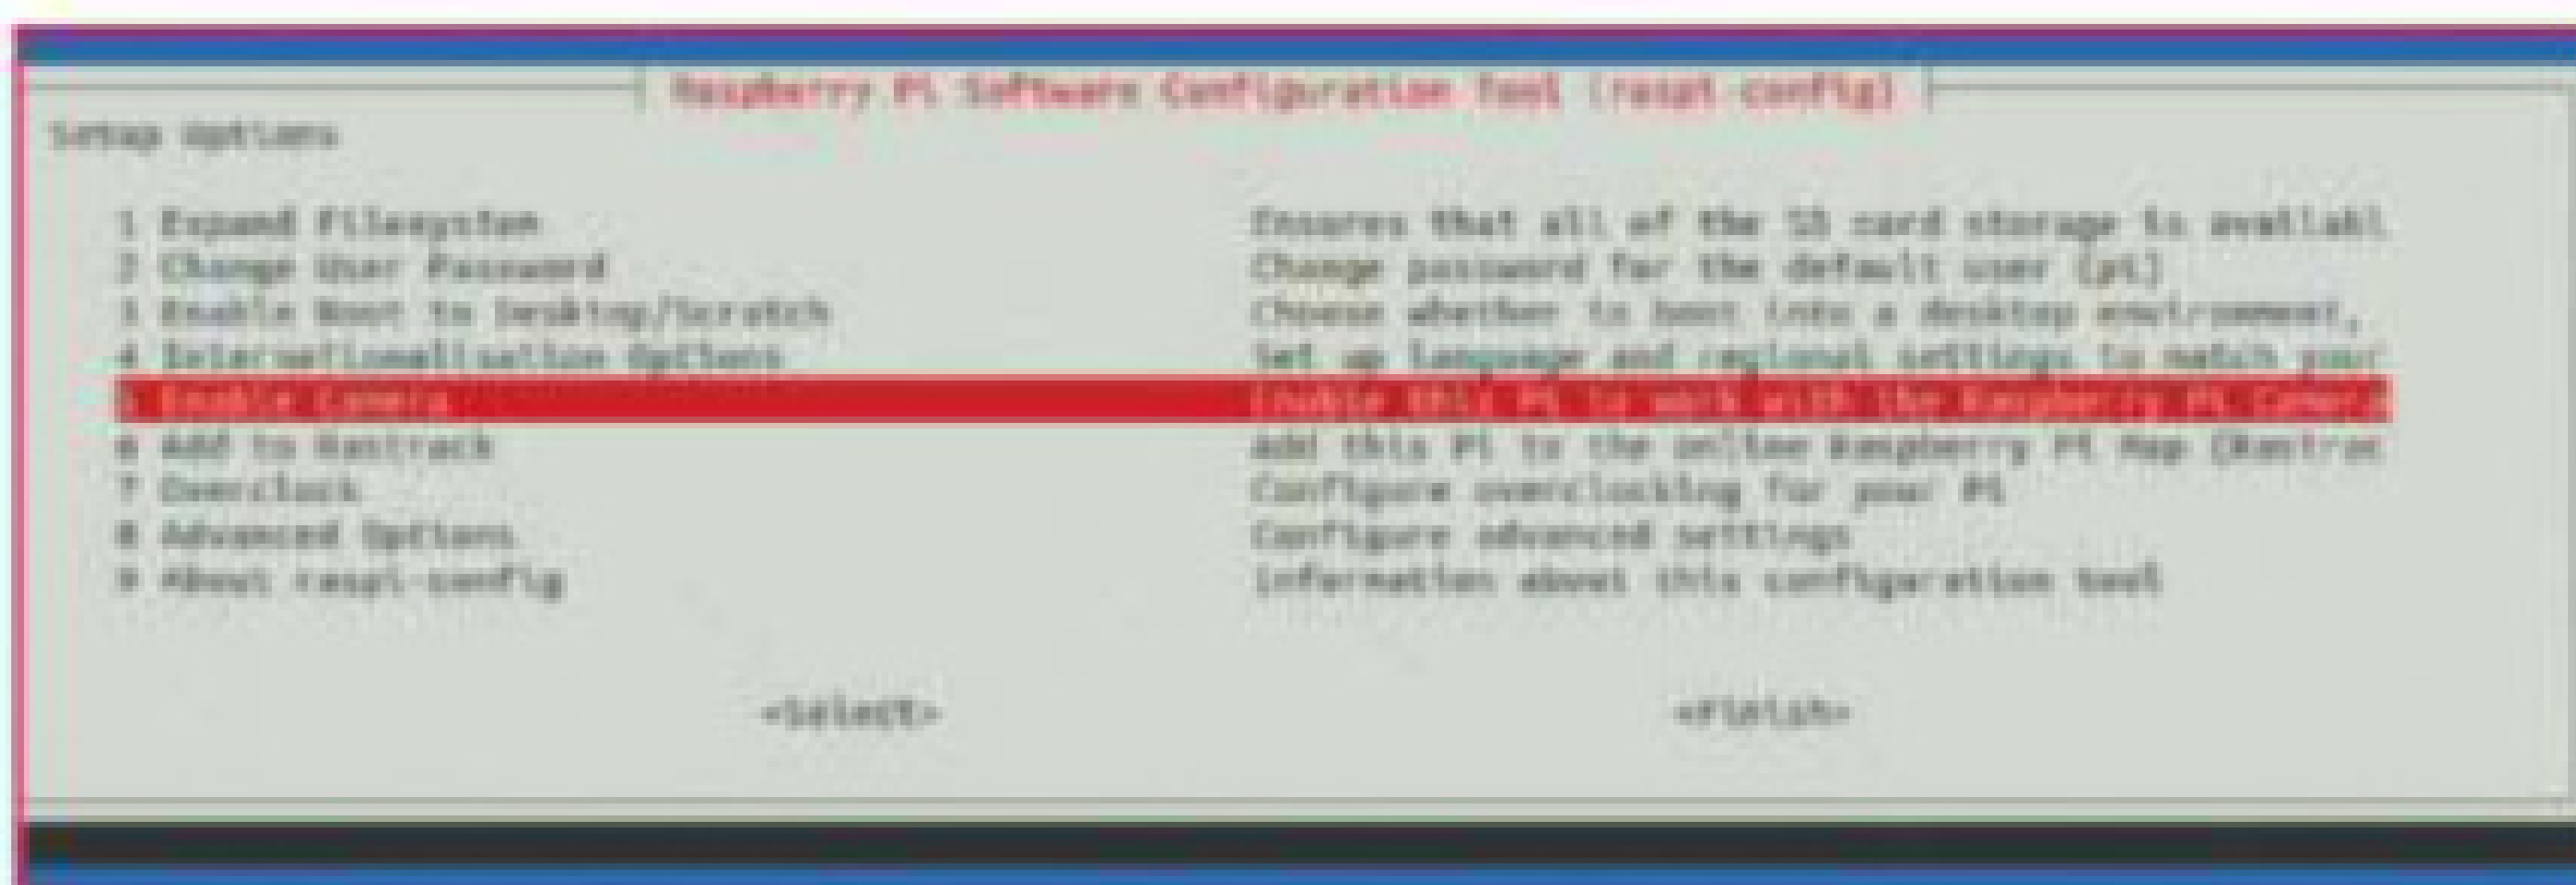 Raspberry Pi Software Configuration Tool (raspi-config)
Setup Options
1 Expand Filesystem Ensures that all of the SD card storage is availabl
2 Change User Password Change password for the default user (pi)
3 Enable Boot to Desktop/Scratch Choose whether to boot into a desktop environment,
4 Internationalisation Options Set up language and regional settings to match your
5 Enable Camera Enable this Pi to work with the Raspberry Pi Camera
6 Add to Rastrack Add this Pi to the online Raspberry Pi Map (Rastrac
7 Overclock Configure overclocking for your Pi
8 Advanced Options Configure advanced settings
9 About raspi-config Information about this configuration tool
<Select> <Finish>